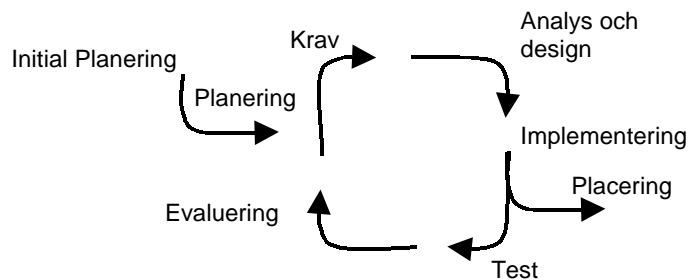 Initial Planering
Planering
Krav
Analys och
design
Implementering
Placering
Test
Evaluering